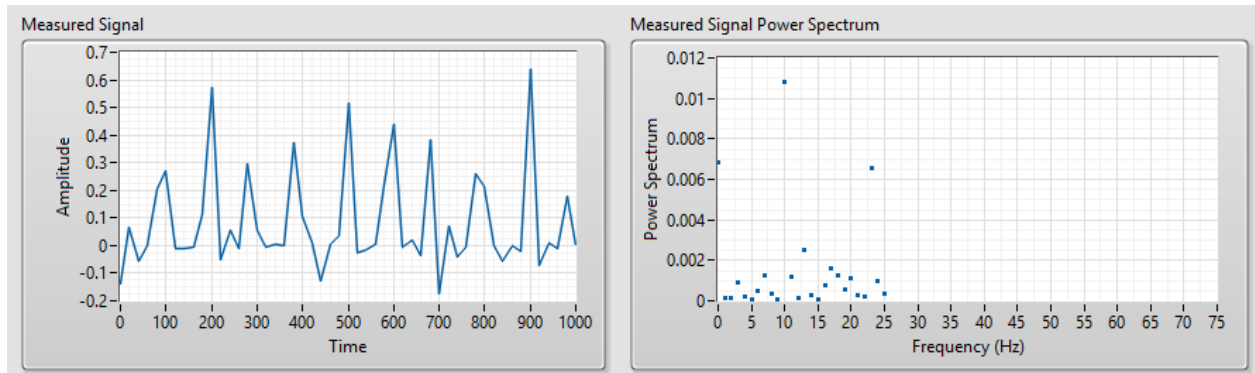 Measured Signal
0.7
0.6
0.5
0.4
0.3
0.2
0.1
0
-0.1
-0.2
Amplitude
0 100 200 300 400 500 600 700 800 900 1000
Time
Measured Signal Power Spectrum
0.012
0.01
0.008
0.006
0.004
0.002
0
Power Spectrum
0 5 10 15 20 25 30 35 40 45 50 55 60 65 70 75
Frequency (Hz)